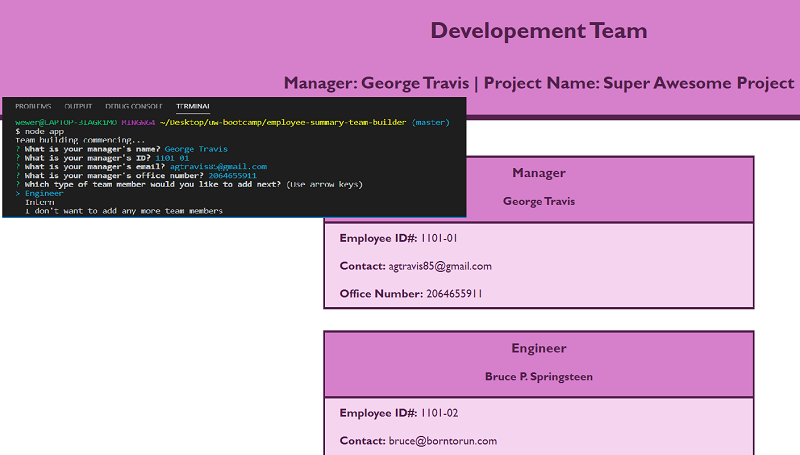 Developement Team
Manager: George Travis | Project Name: Super Awesome Project
PROBLEMS OUTPUT DEBUG CONSOLE TERMINAL
wewer@LAPTOP-3IAGK1MO MINGW64 ~/Desktop/uw-bootcamp/employee-summary-team-builder (master)
$ node app
Team building commencing...
? What is your manager's name? George Travis
? What is your manager's ID? 1101-01
? What is your manager's email? agtravis85@gmail.com
? What is your manager's office number? 2064655911
? Which type of team member would you like to add next? (Use arrow keys)
> Engineer
Intern
I don't want to add any more team members
Manager
George Travis
Employee ID#: 1101-01
Contact: agtravis85@gmail.com
Office Number: 2064655911
Engineer
Bruce P. Springsteen
Employee ID#: 1101-02
Contact: bruce@borntorun.com